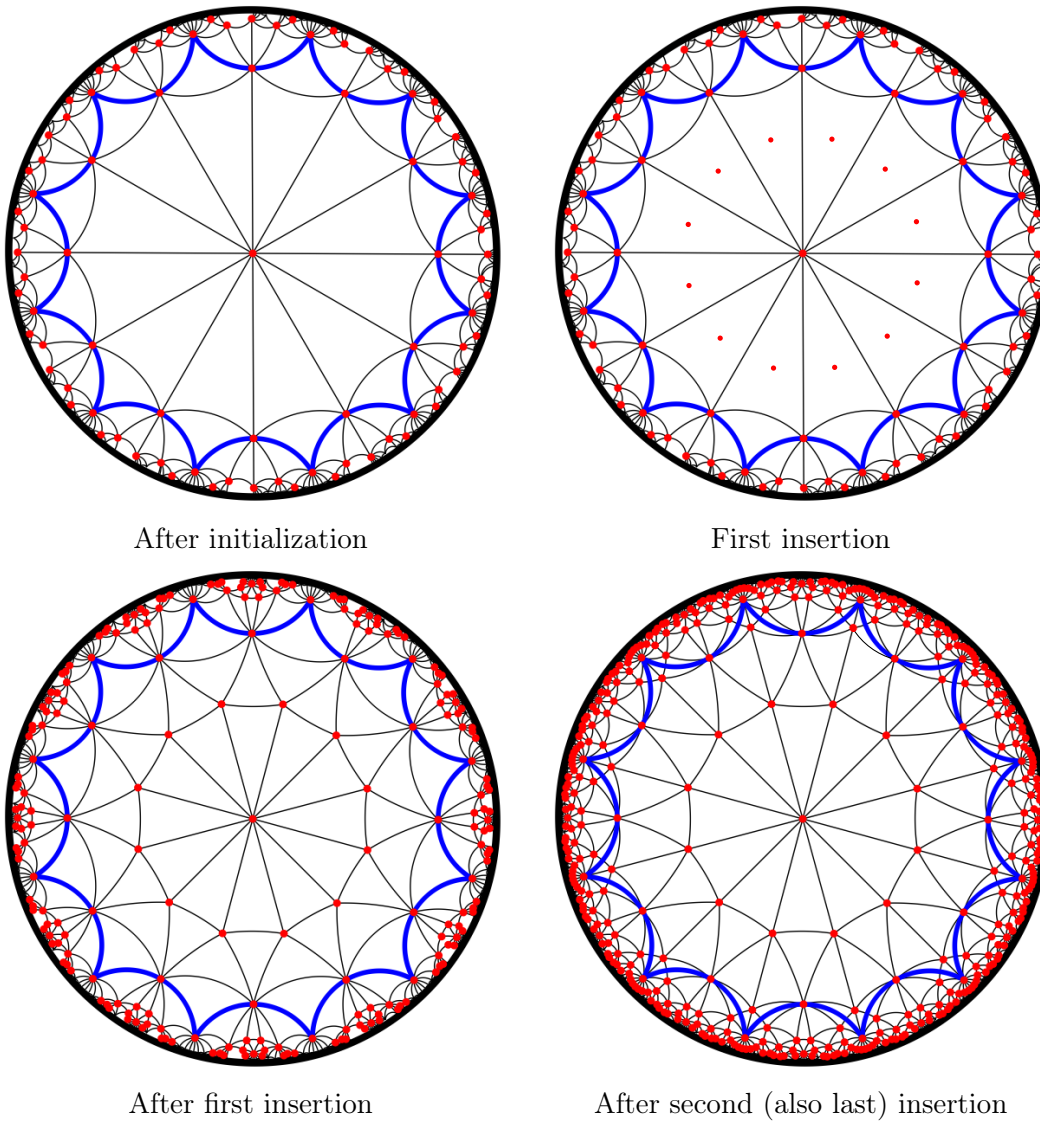 After initialization
First insertion
After first insertion
After second (also last) insertion